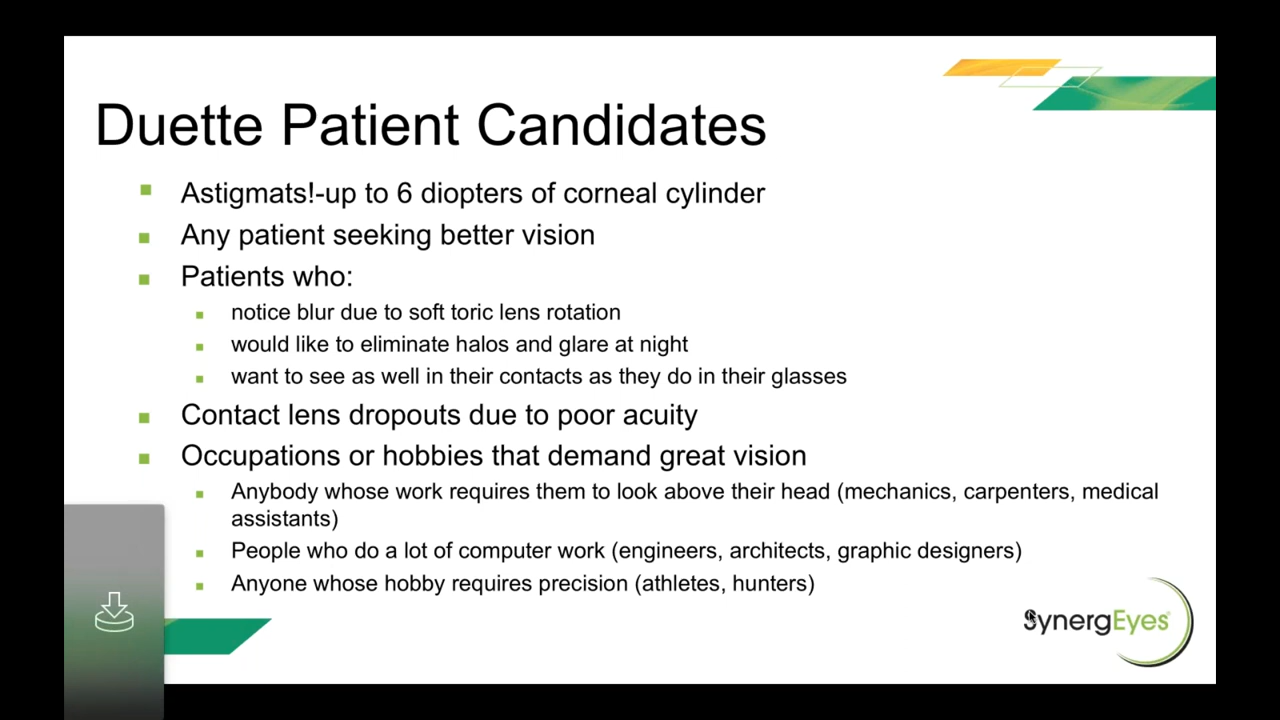 Duette Patient Candidates
Astigmats!-up to 6 diopters of corneal cylinder
Any patient seeking better vision
Patients who:
notice blur due to soft toric lens rotation
would like to eliminate halos and glare at night
want to see as well in their contacts as they do in their glasses
Contact lens dropouts due to poor acuity
Occupations or hobbies that demand great vision
Anybody whose work requires them to look above their head (mechanics, carpenters, medical
assistants)
People who do a lot of computer work (engineers, architects, graphic designers)
Anyone whose hobby requires precision (athletes, hunters)
SynergEyes